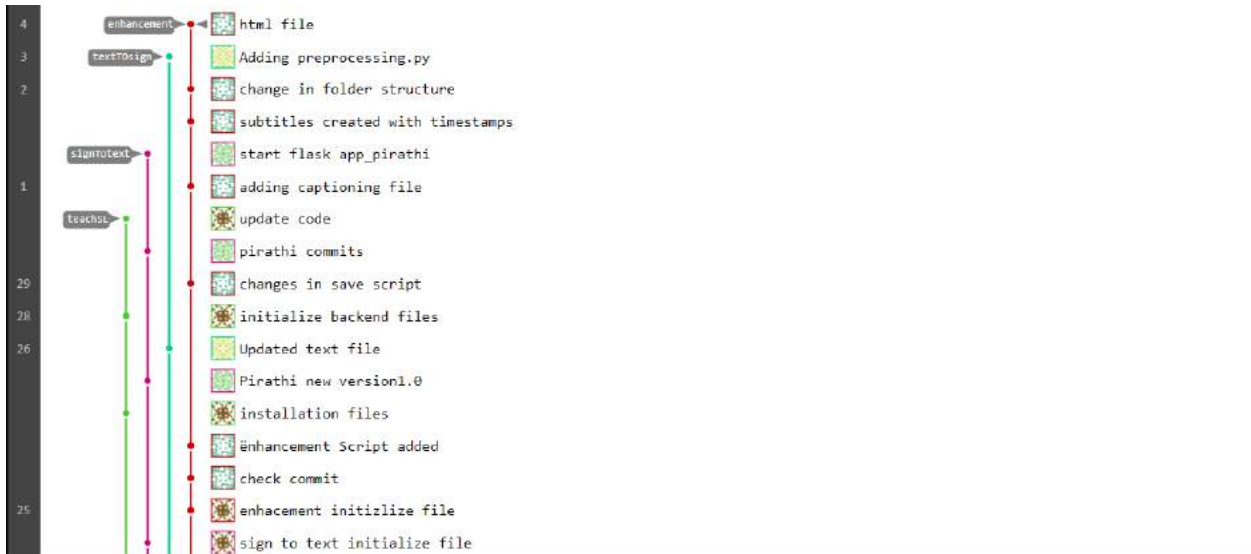 4 enhancement html file
3 textTOsign Adding preprocessing.py
2 change in folder structure
subtitles created with timestamps
signTotext start flask app_pirathi
1 adding captioning file
teachSL update code
pirathi commits
29 changes in save script
28 initialize backend files
26 Updated text file
Pirathi new version1.0
installation files
ënhancement Script added
check commit
25 enhacement initizlize file
sign to text initialize file